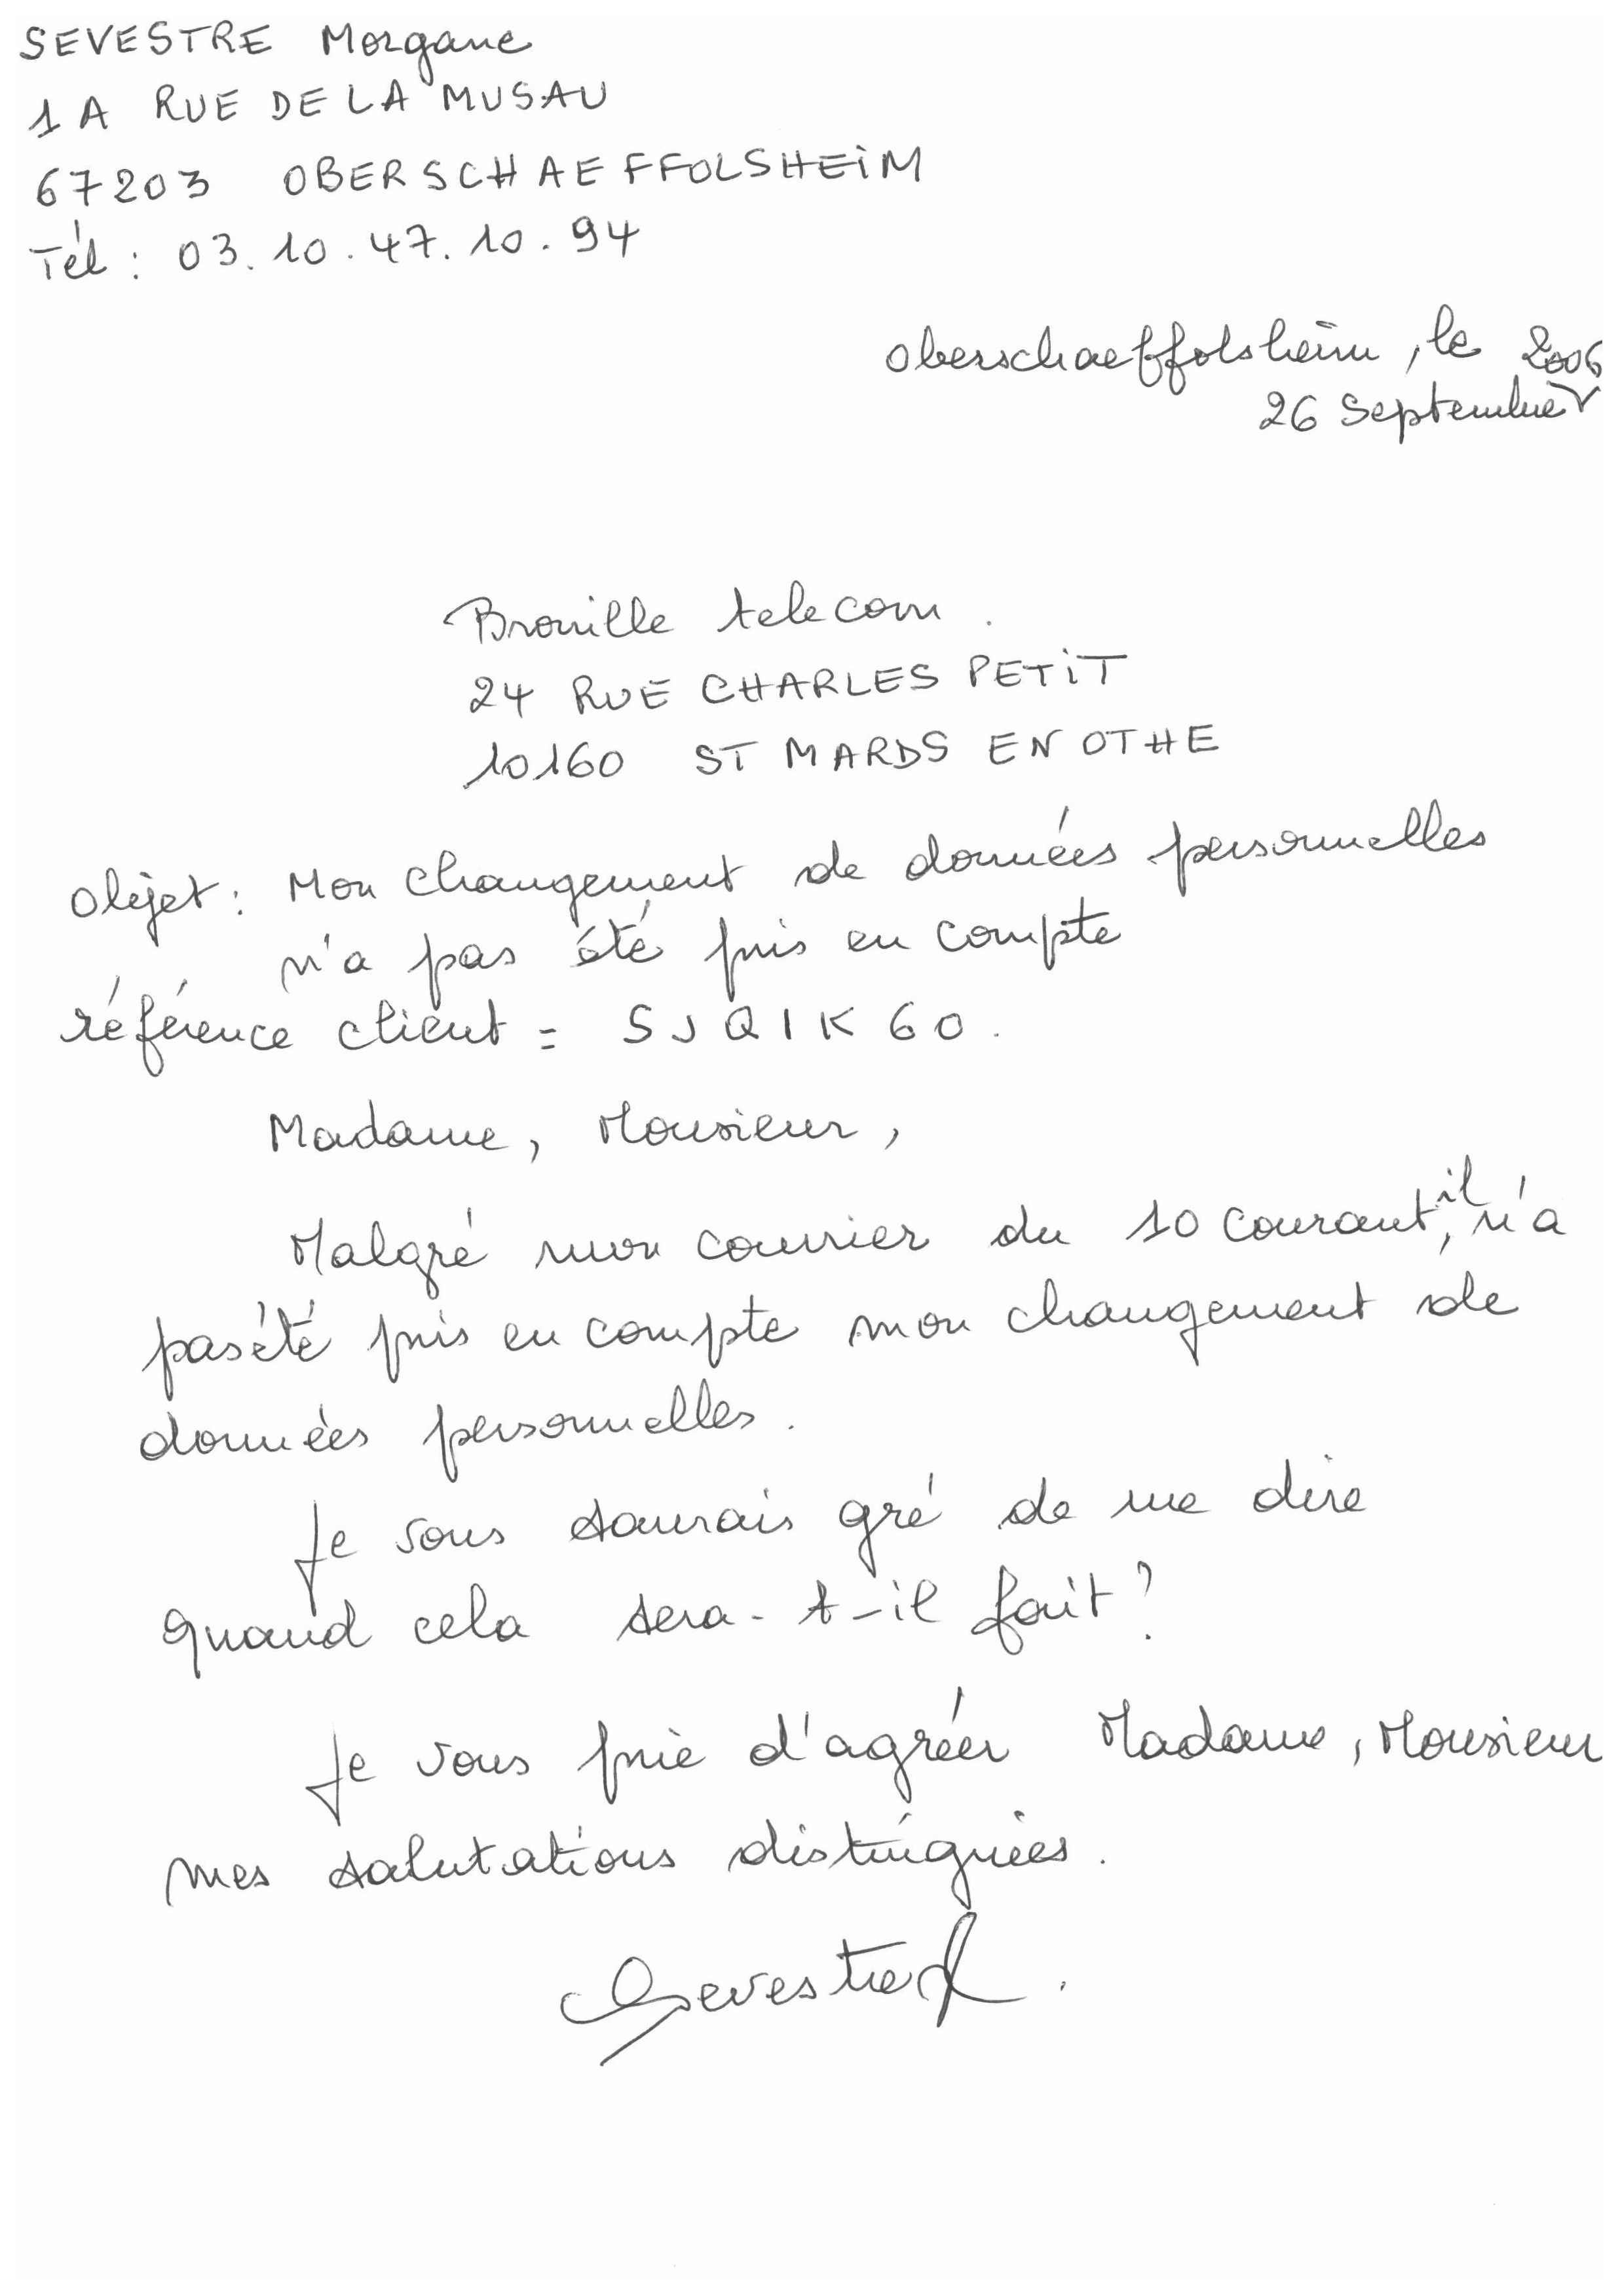 SEVESTRE Morgane
1A RUE DE LA MUSAU
67203 OBERSCHAEFFOLSHEIM
Tél : 03.10.47.10.94
Oberschaeffolsheim, le
26 Septembre 2006
Brouille telecom.
24 RUE CHARLES PETIT
10160 ST MARDS EN OTHE
Objet : Mon changement de données personnelles
n'a pas été pris en compte
référence client = SJQIK60.
Madame, Monsieur,
Malgré mon courrier du 10 courant, il n'a
pas été pris en compte mon changement de
données personnelles.
Je vous saurais gré de me dire
quand cela sera-t-il fait ?
Je vous prie d'agréer Madame, Monsieur
mes salutations distinguées.
Sevestre